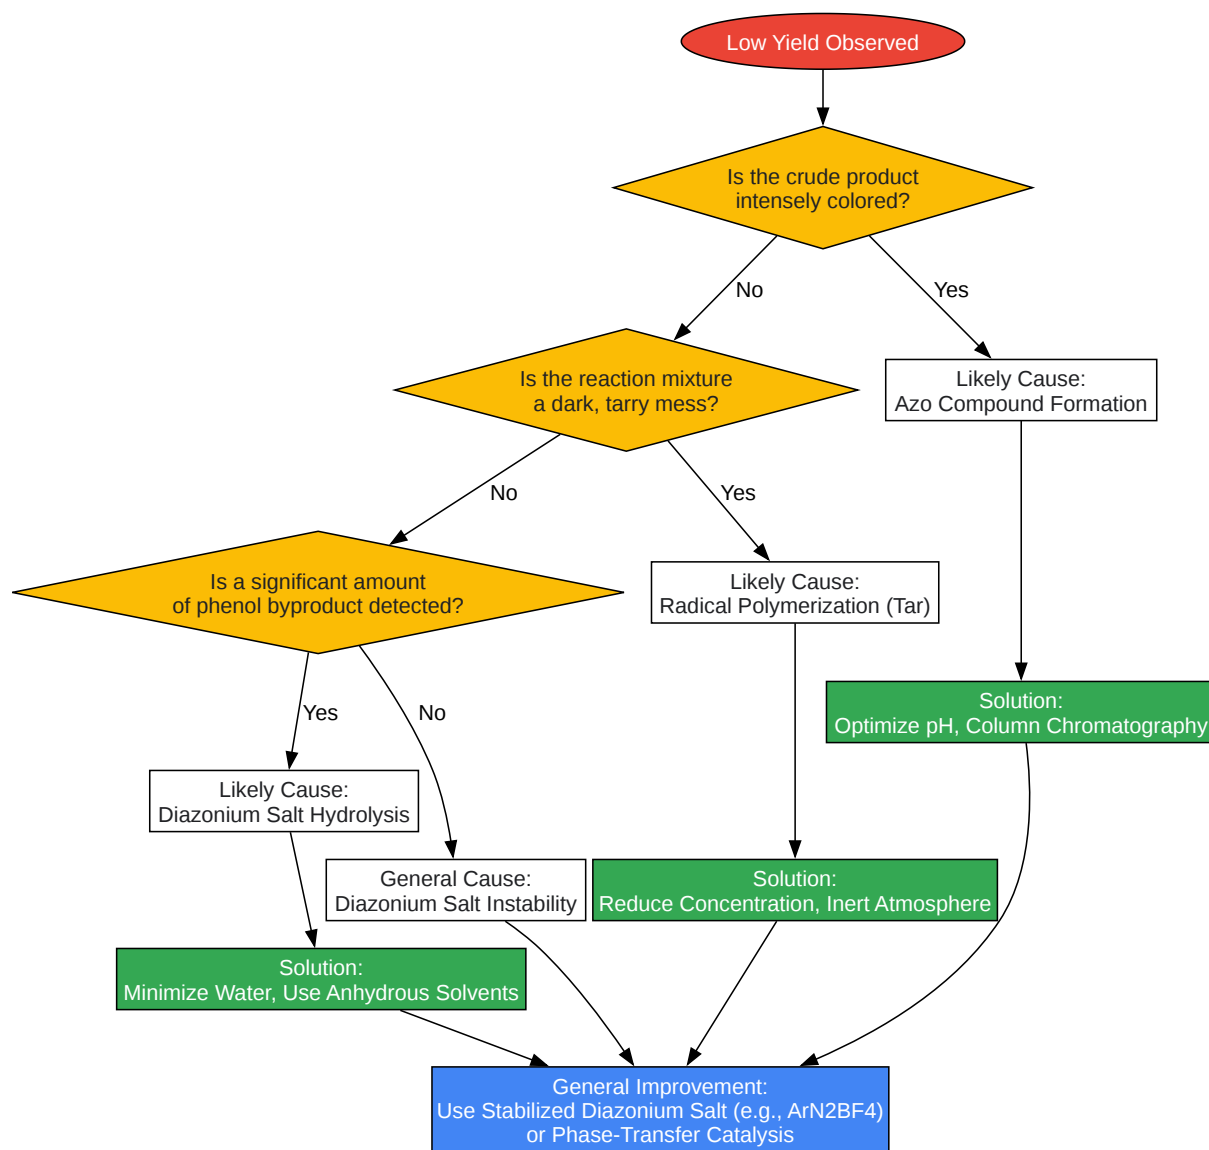 Low Yield Observed
Is the crude product
intensely colored?
No
Yes
Is the reaction mixture
a dark, tarry mess?
Likely Cause:
Azo Compound Formation
No
Yes
Is a significant amount
of phenol byproduct detected?
Likely Cause:
Radical Polymerization (Tar)
Solution:
Optimize pH, Column Chromatography
Yes
No
Likely Cause:
Diazonium Salt Hydrolysis
General Cause:
Diazonium Salt Instability
Solution:
Reduce Concentration, Inert Atmosphere
Solution:
Minimize Water, Use Anhydrous Solvents
General Improvement:
Use Stabilized Diazonium Salt (e.g., ArN2BF4)
or Phase-Transfer Catalysis